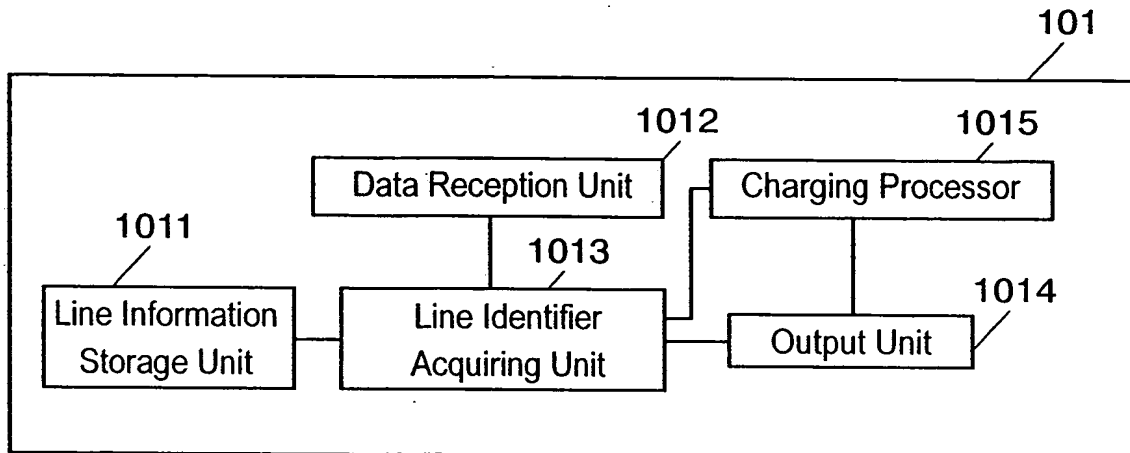 101
1012
1015
Data Reception Unit
Charging Processor
1011
1013
1014
Line Information
Storage Unit
Line Identifier
Acquiring Unit
Output Unit